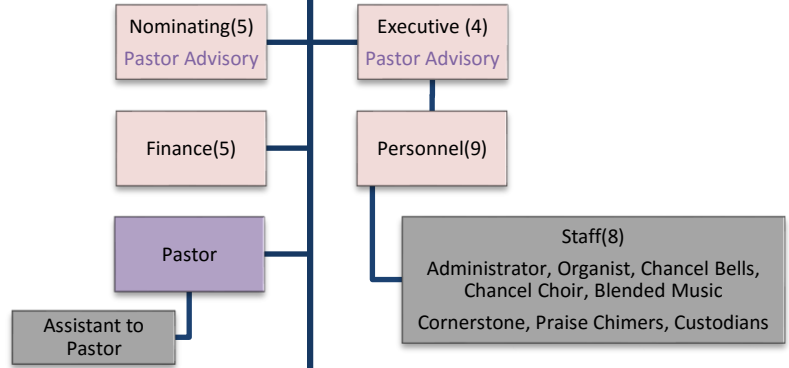 Nominating(5)
Pastor Advisory
Executive (4)
Pastor Advisory
Finance(5)
Personnel(9)
Pastor
Staff(8)
Administrator, Organist, Chancel Bells,
Chancel Choir, Blended Music
Cornerstone, Praise Chimers, Custodians
Assistant to
Pastor